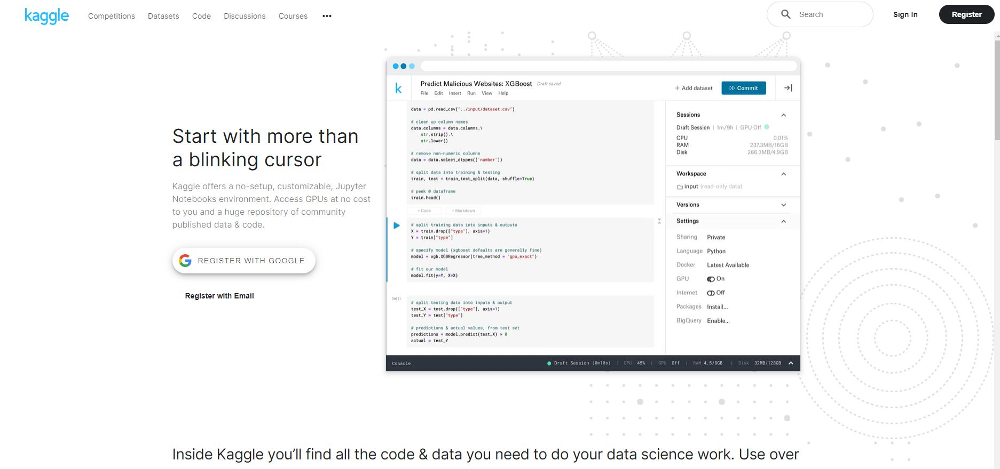 kaggle
Competitions Datasets Code Discussions Courses •••
Search
Sign In
Register
Start with more than
a blinking cursor
Kaggle offers a no-setup, customizable, Jupyter
Notebooks environment. Access GPUs at no cost
to you and a huge repository of community
published data & code.
REGISTER WITH GOOGLE
Register with Email
k
Predict Malicious Websites: XGBoost Draft saved
File Edit Insert Run View Help
+ Add dataset
Commit
data = pd.read_csv("../input/dataset.csv")
# clean up column names
data.columns = data.columns.\
str.strip().\
str.lower()
# remove non-numeric columns
data = data.select_dtypes(['number'])
# split data into training & testing
train, test = train_test_split(data, shuffle=True)
# peek @ dataframe
train.head()
+ Code + Markdown
# split training data into inputs & outputs
X = train.drop(["type"], axis=1)
Y = train["type"]
# specify model (xgboost defaults are generally fine)
model = xgb.XGBRegressor(tree_method = "gpu_exact")
# fit our model
model.fit(y=Y, X=X)
In[]:
# split testing data into inputs & output
test_X = test.drop(["type"], axis=1)
test_Y = test["type"]
# predictions & actual values, from test set
predictions = model.predict(test_X) > 0
actual = test_Y
Sessions
Draft Session | 1m/9h | GPU Off
CPU 0.01%
RAM 237.3MB/16GB
Disk 266.3MB/4.9GB
Workspace
input (read-only data)
Versions
Settings
Sharing Private
Language Python
Docker Latest Available
GPU On
Internet Off
Packages Install...
BigQuery Enable...
Console
Draft Session (0m10s) | CPU 45% | GPU Off | RAM 4.5/8GB | Disk 32MB/128GB
Inside Kaggle you’ll find all the code & data you need to do your data science work. Use over